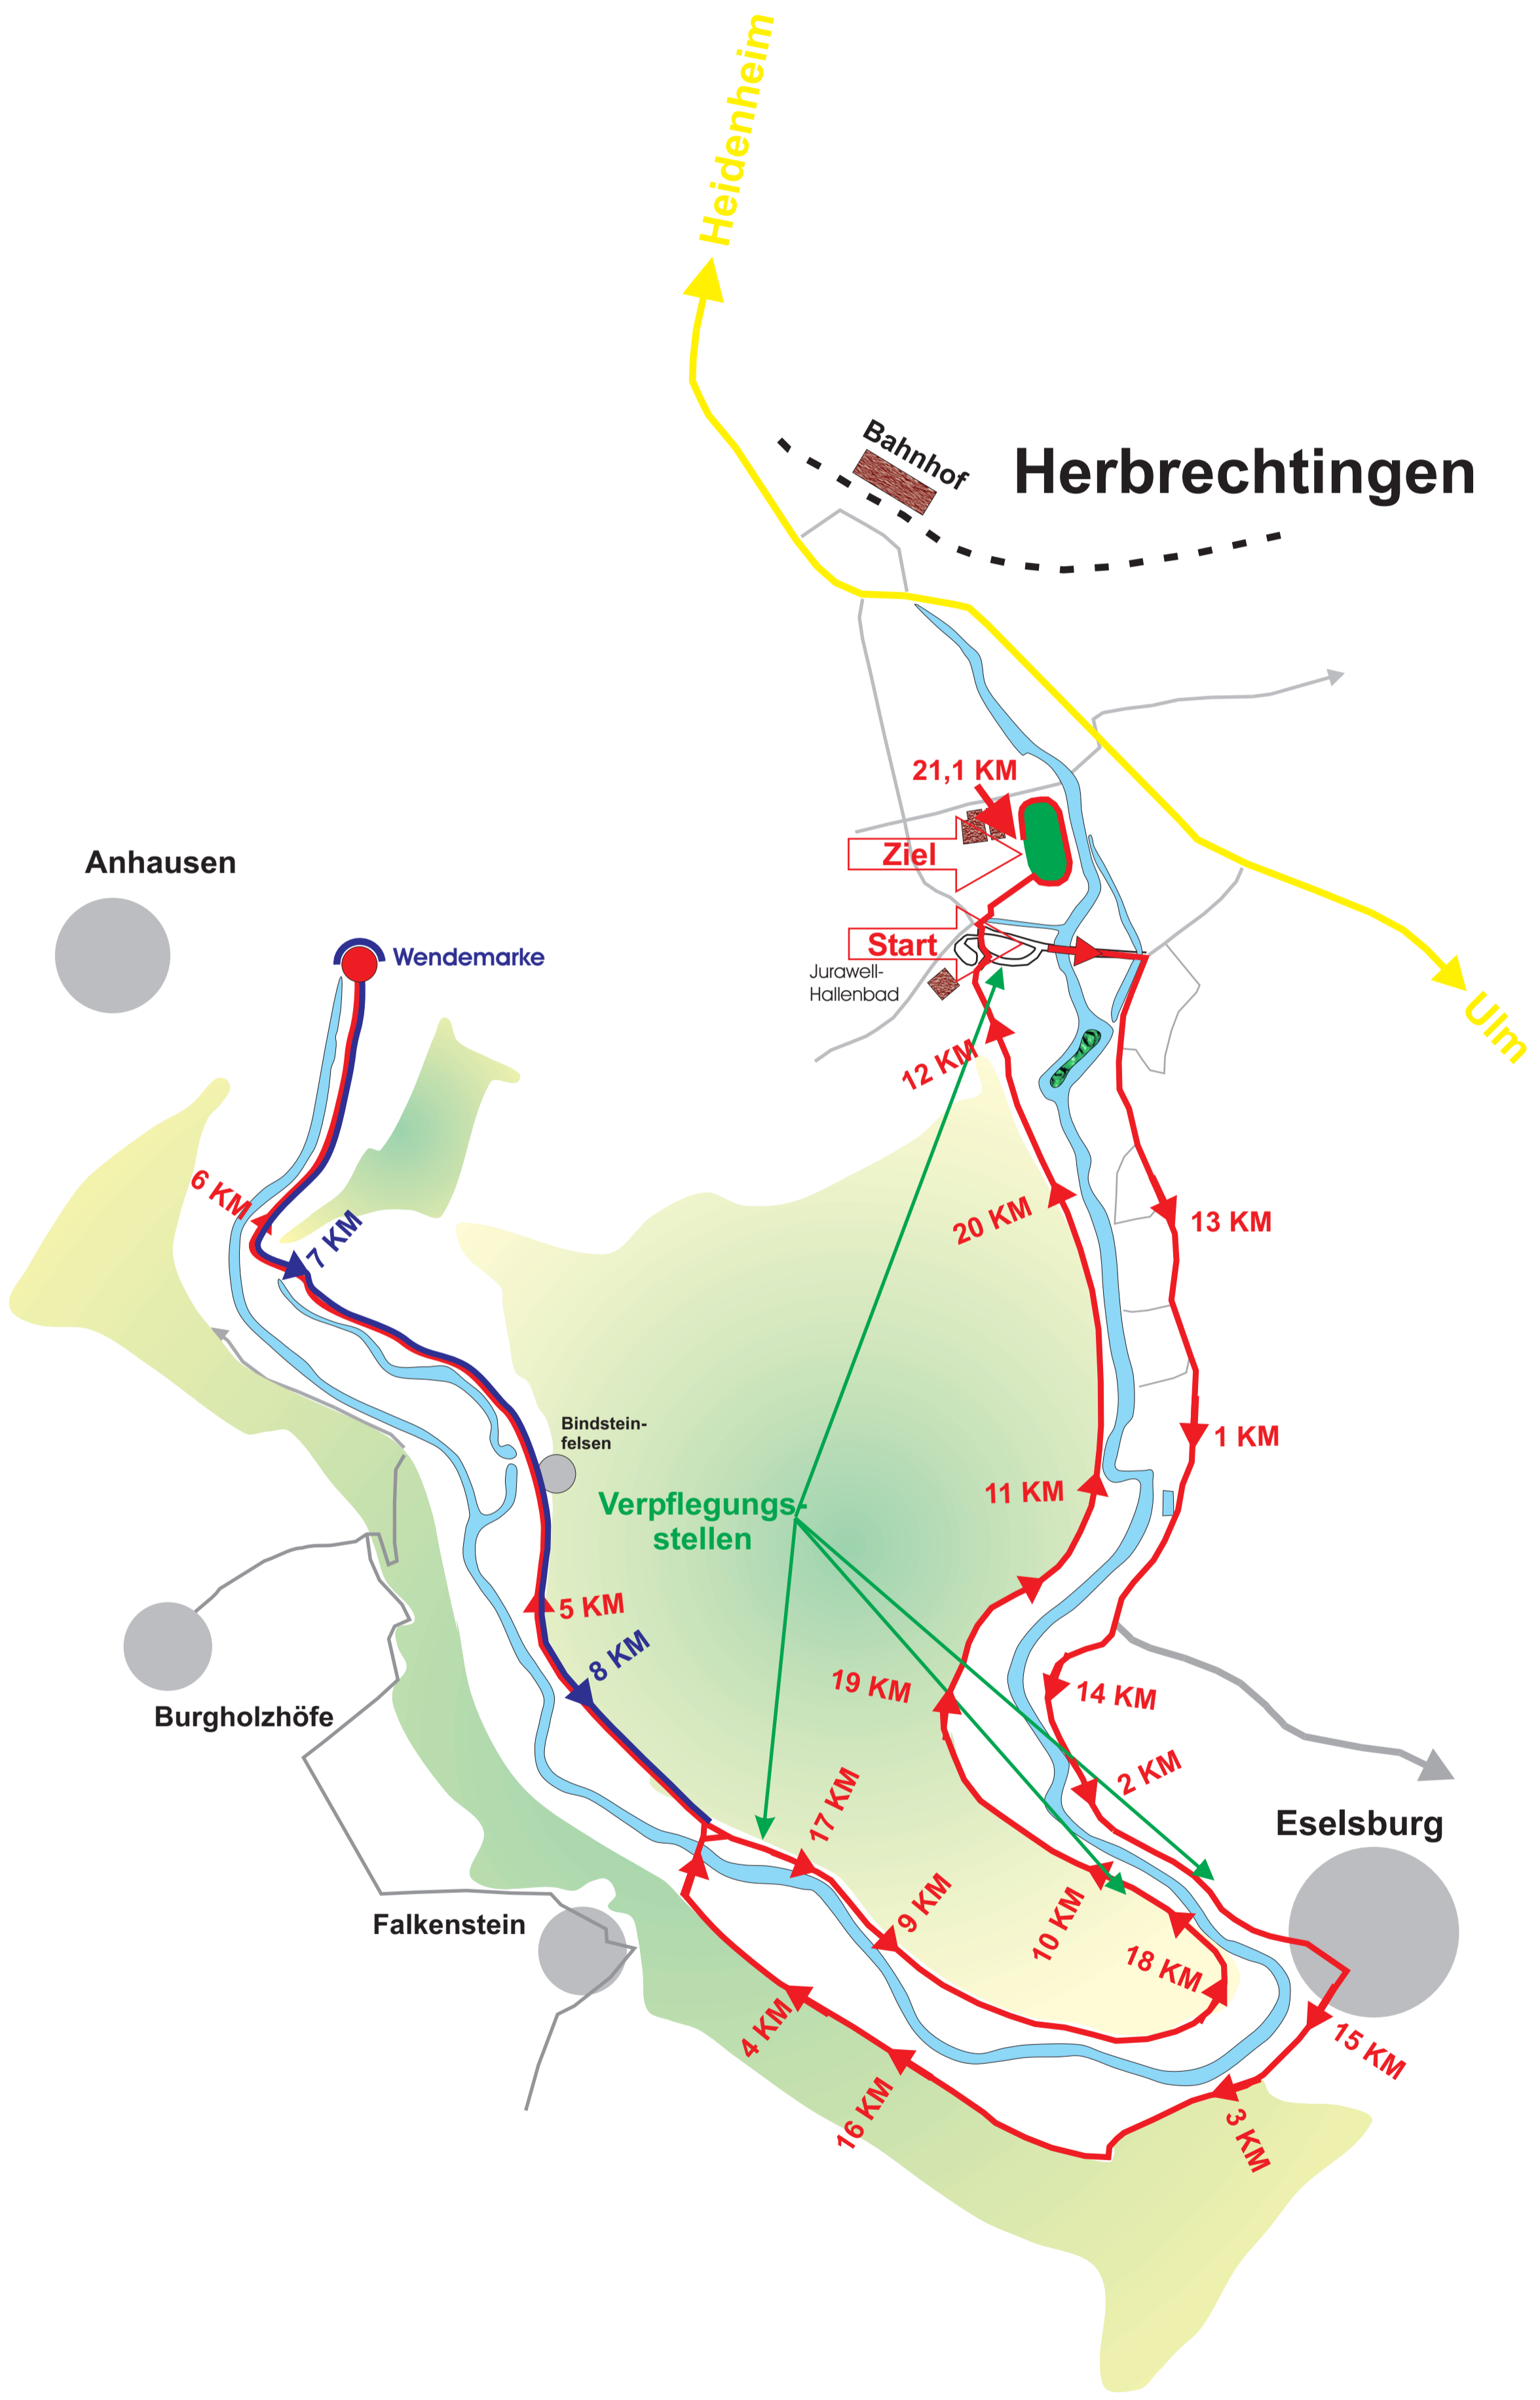 Heidenheim
Bahnhof
Herbrechtingen
21,1 KM
Ziel
Anhausen
Start
Wendemarke
Jurawell-
Hallenbad
Ulm
12 KM
6 KM
20 KM
13 KM
7 KM
Bindstein-
felsen
1 KM
11 KM
Verpflegungs-
stellen
5 KM
8 KM
19 KM
14 KM
Burgholzhöfe
2 KM
17 KM
Eselsburg
9 KM
Falkenstein
10 KM
18 KM
4 KM
15 KM
16 KM
3 KM